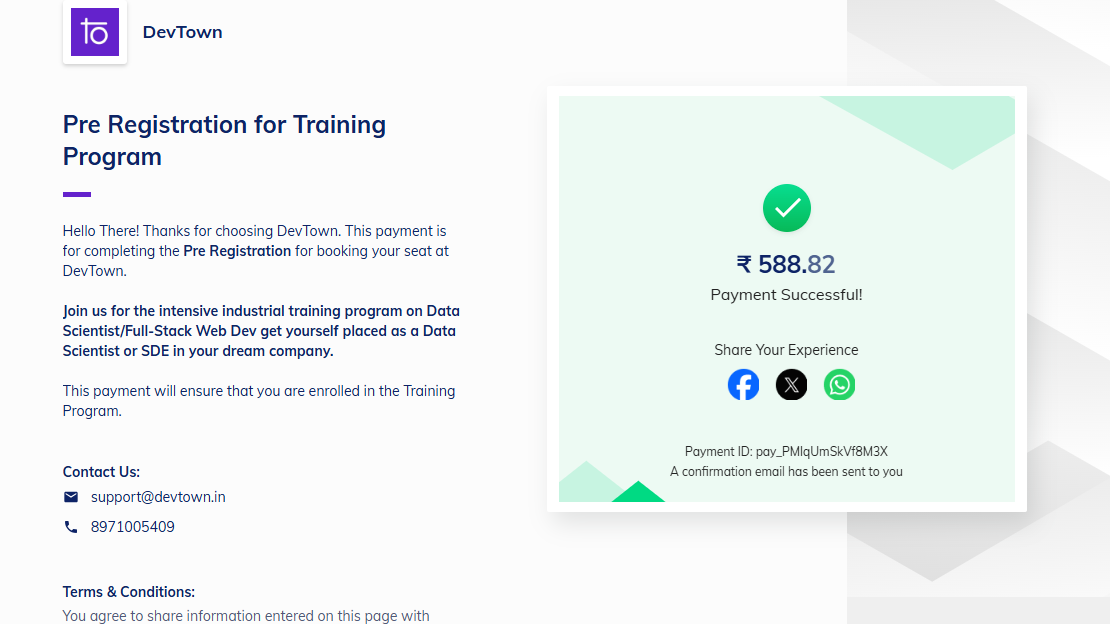 to
DevTown
Pre Registration for Training
Program
Hello There! Thanks for choosing DevTown. This payment is
for completing the Pre Registration for booking your seat at
DevTown.
Join us for the intensive industrial training program on Data
Scientist/Full-Stack Web Dev get yourself placed as a Data
Scientist or SDE in your dream company.
This payment will ensure that you are enrolled in the Training
Program.
Contact Us:
support@devtown.in
8971005409
Terms & Conditions:
You agree to share information entered on this page with
₹ 588.82
Payment Successful!
Share Your Experience
Payment ID: pay_PMIqUmSkVf8M3X
A confirmation email has been sent to you